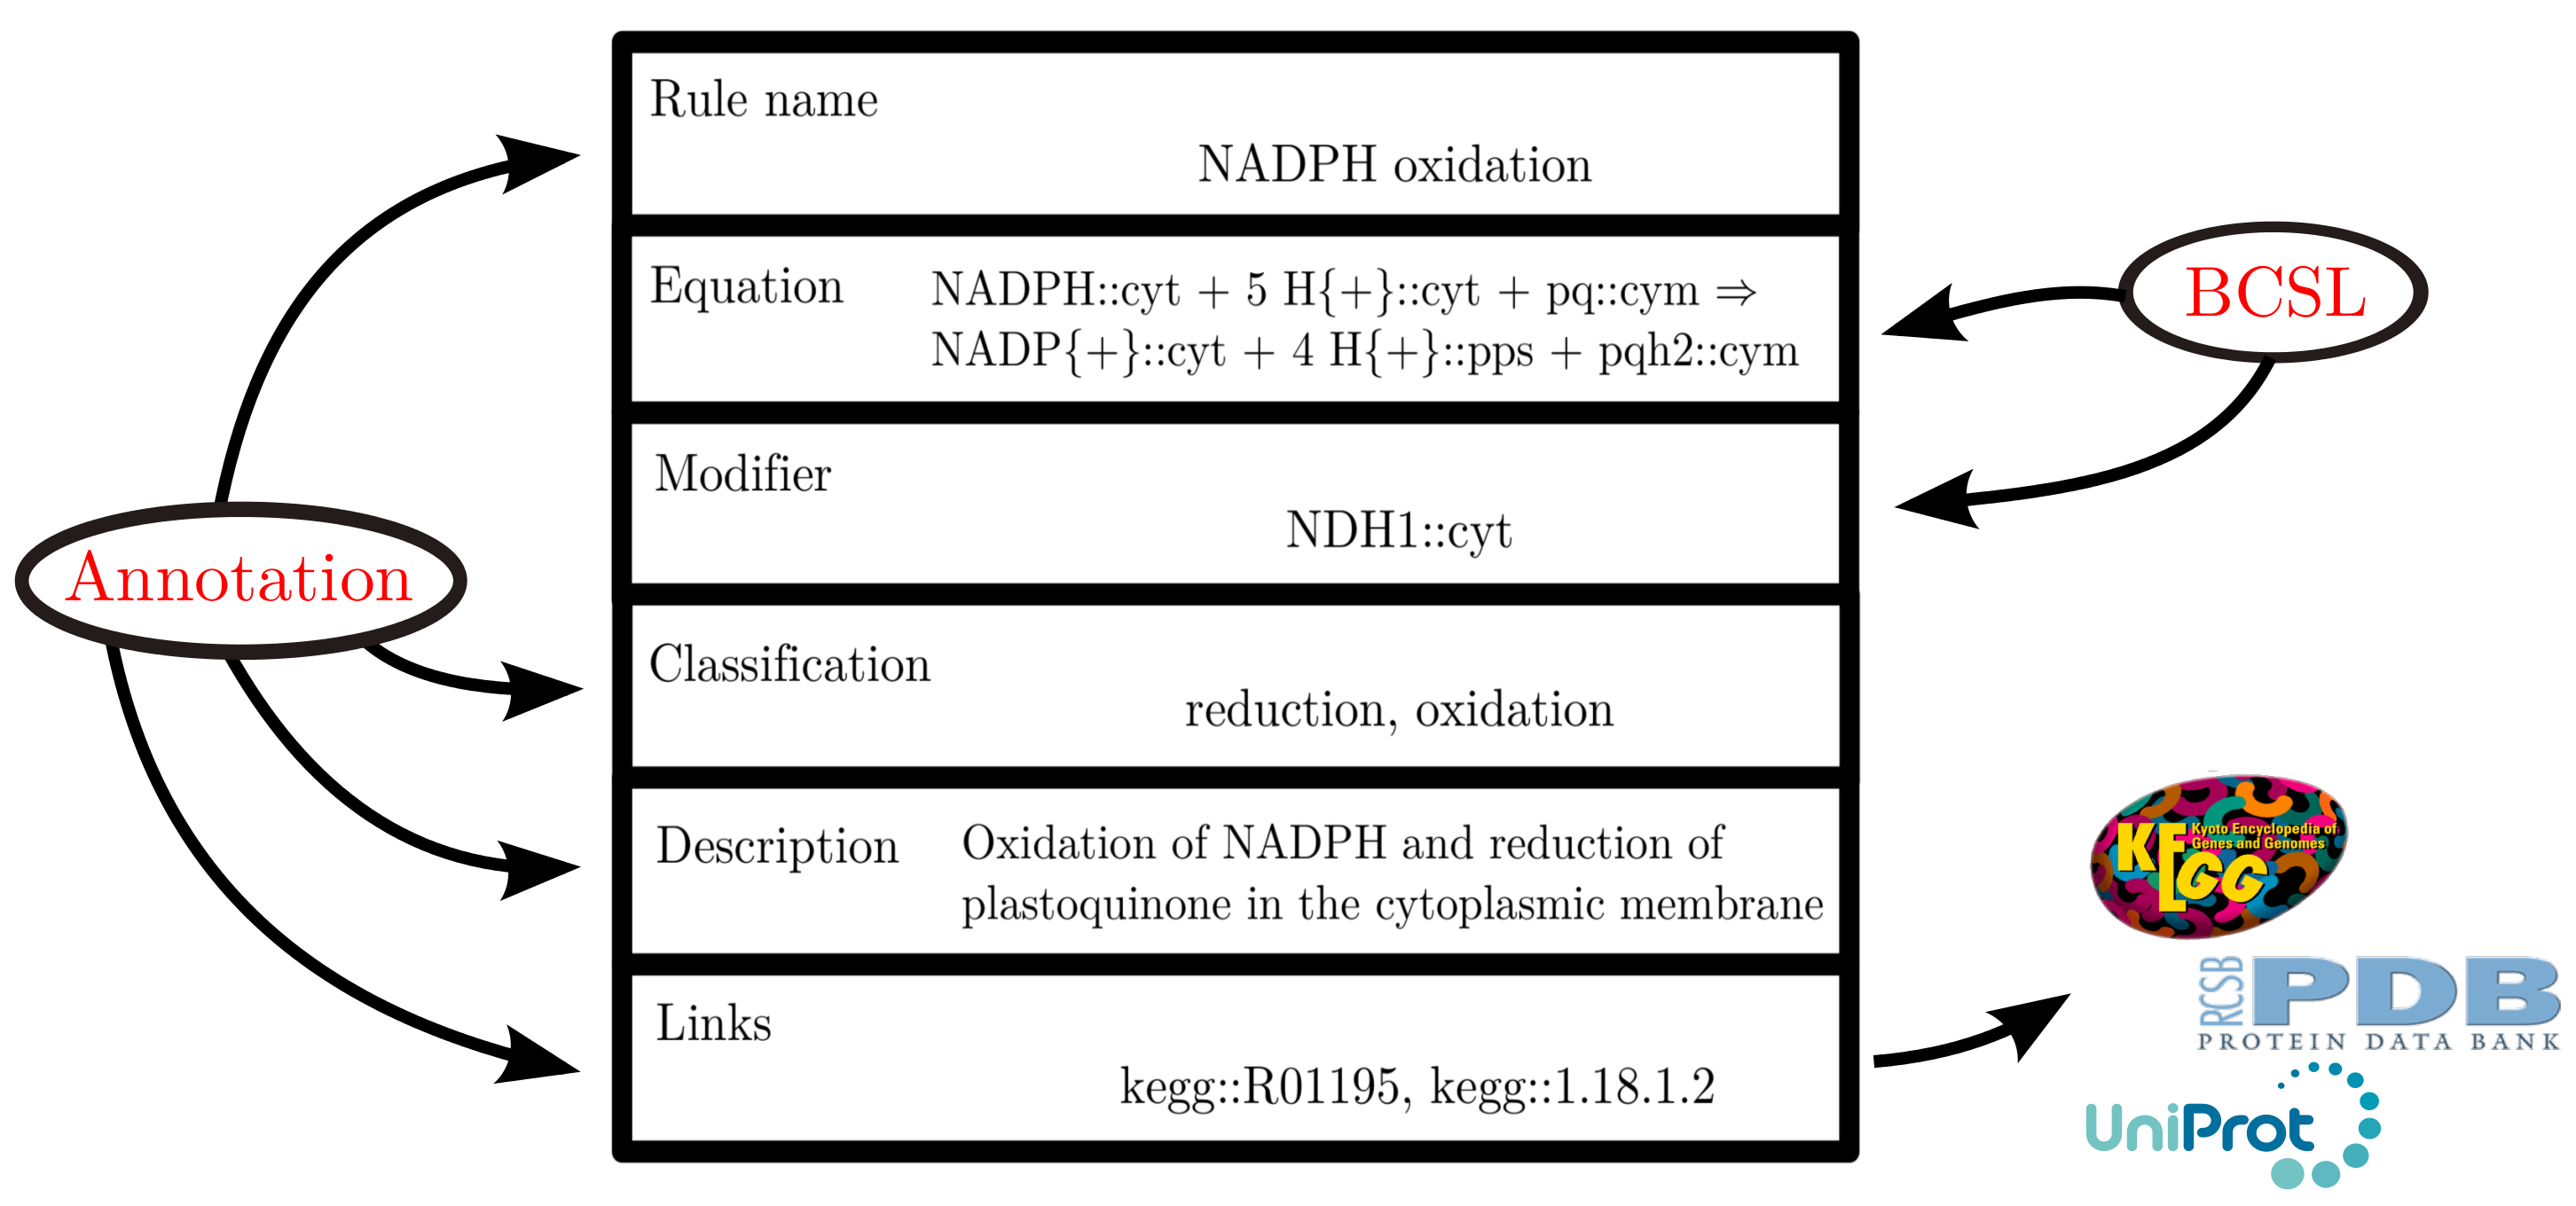 Rule name
NADPH oxidation
Equation
NADPH::cyt + 5 H{+}::cyt + pq::cym ⇒
NADP{+}::cyt + 4 H{+}::pps + pqh2::cym
Modifier
NDH1::cyt
Classification
reduction, oxidation
Description
Oxidation of NADPH and reduction of
plastoquinone in the cytoplasmic membrane
Links
kegg::R01195, kegg::1.18.1.2
Annotation
BCSL
KEGG
Kyoto Encyclopedia of
Genes and Genomes
RCSB
PDB
PROTEIN DATA BANK
UniProt